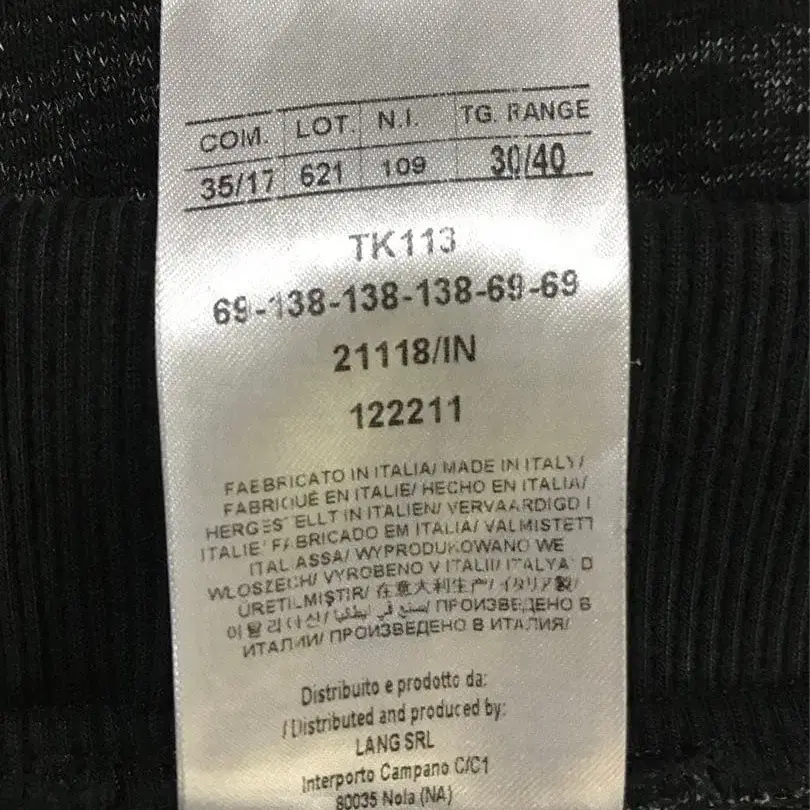 COM. LOT. N.I. TG. RANGE
35/17 621 109 30/40
TK113
69-138-138-138-69-69
21118/IN
122211
FAEBRICATO IN ITALIA/ MADE IN ITALY/
FABRIQUÉ EN ITALIE/ HECHO EN ITALIA/
HERGESTELLT IN ITALIEN/ VERVAARDIGD I
ITALIE/ FABRICADO EM ITALIA/ VALMISTETT
ITALIASSA/ WYPRODUKOWANO WE
WLOSZECH/ VYROBENO V ITALII/ ITALYA' D
ÜRETILMIŞTIR/ 在意大利生产/ イタリア製/
이탈리아산/ صنع في ايطاليا/ ПРОИЗВЕДЕНО В
ИТАЛИИ/ ПРОИЗВЕДЕНО В ИТАЛИЯ/
Distribuito e prodotto da:
/ Distributed and produced by:
LANG SRL
Interporto Campano C/C1
80035 Nola (NA)